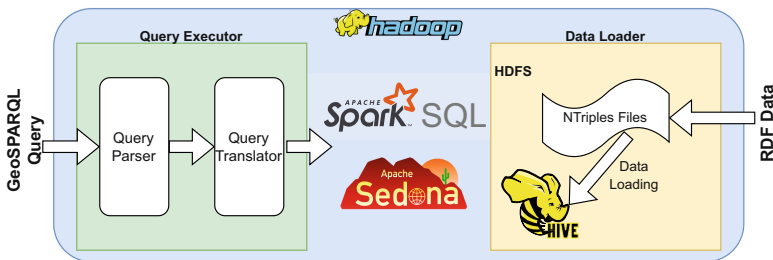 hadoop
Query Executor
Data Loader
GeoSPARQL
Query
Query
Parser
Query
Translator
APACHE
Spark™ SQL
Apache
Sedona
HDFS
NTriples Files
Data
Loading
HIVE
RDF Data